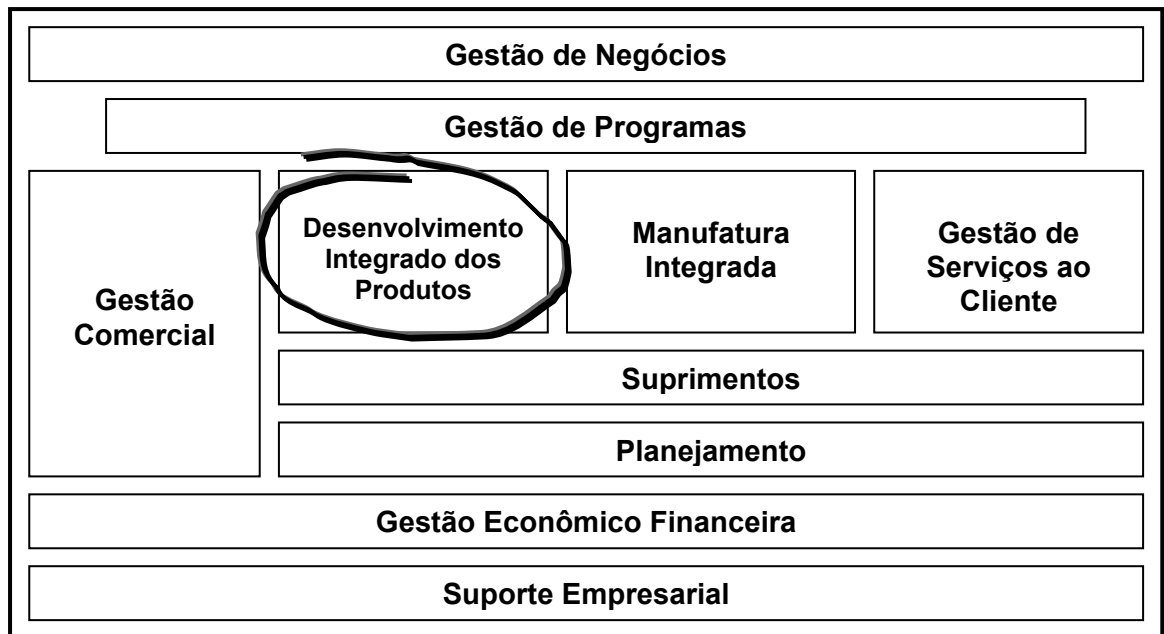 Gestão de Negócios
Gestão de Programas
Gestão
Comercial
Desenvolvimento
Integrado dos
Produtos
Manufatura
Integrada
Gestão de
Serviços ao
Cliente
Suprimentos
Planejamento
Gestão Econômico Financeira
Suporte Empresarial